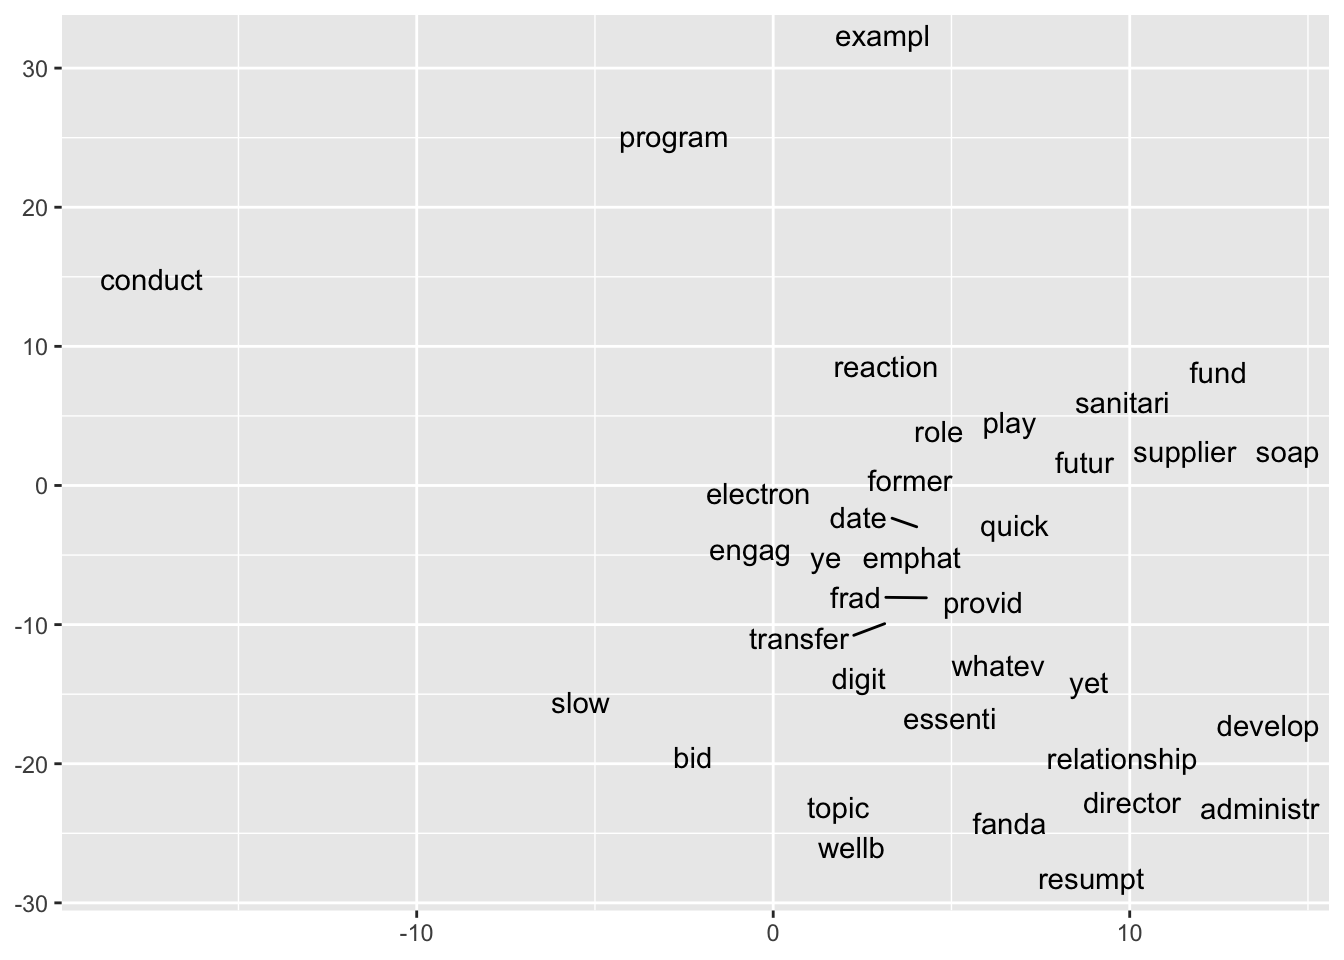 exampl
30
program
20
conduct
10
reaction
fund
sanitari
play
role
supplier soap
futur
0
former
electron
date
quick
engag ye emphat
frad provid
-10
transfer
whatev
digit yet
slow
essenti
develop
bid relationship
-20
director
topic administr
fanda
wellb
resumpt
-30
-10 0 10